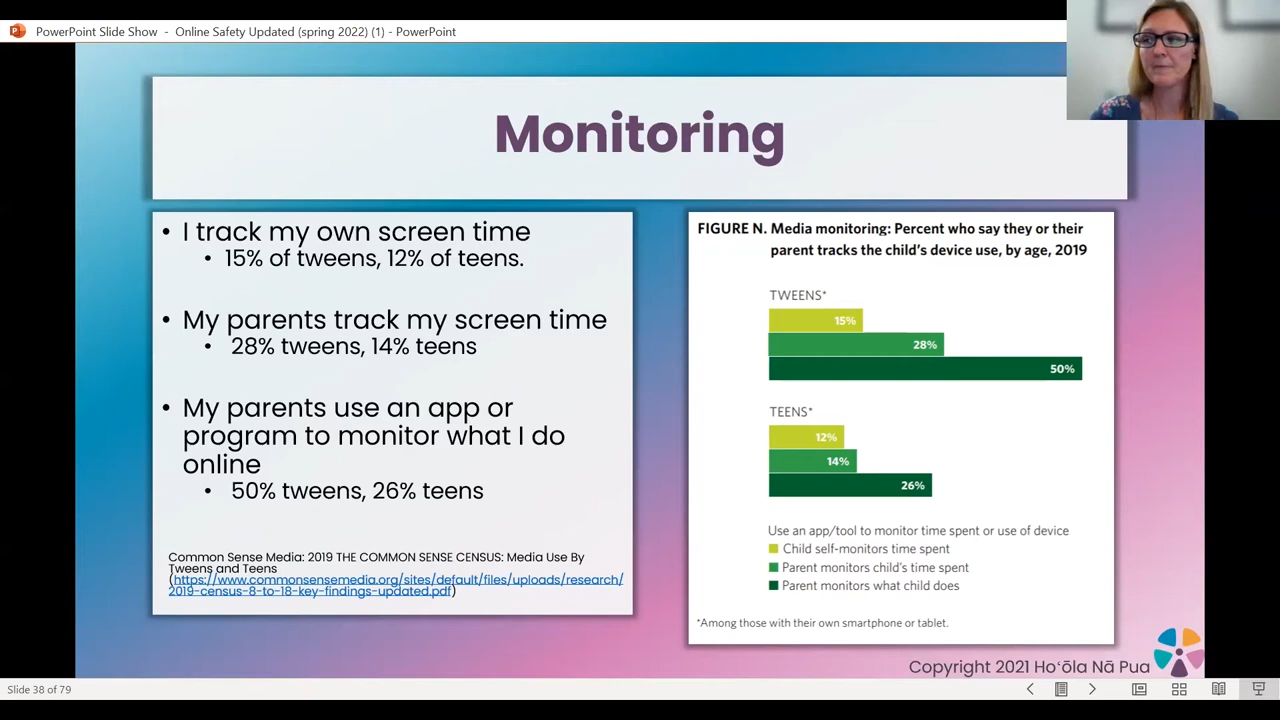 PowerPoint Slide Show - Online Safety Updated (spring 2022) (1) - PowerPoint
Monitoring
• I track my own screen time
• 15% of tweens, 12% of teens.
• My parents track my screen time
• 28% tweens, 14% teens
• My parents use an app or
program to monitor what I do
online
• 50% tweens, 26% teens
Common Sense Media: 2019 THE COMMON SENSE CENSUS: Media Use By
Tweens and Teens
(https://www.commonsensemedia.org/sites/default/files/uploads/research/
2019-census-8-to-18-key-findings-updated.pdf)
FIGURE N. Media monitoring: Percent who say they or their
parent tracks the child's device use, by age, 2019
TWEENS*
15%
28%
50%
TEENS*
12%
14%
26%
Use an app/tool to monitor time spent or use of device
Child self-monitors time spent
Parent monitors child's time spent
Parent monitors what child does
*Among those with their own smartphone or tablet.
Copyright 2021 Hoʻōla Nā Pua
Slide 38 of 79